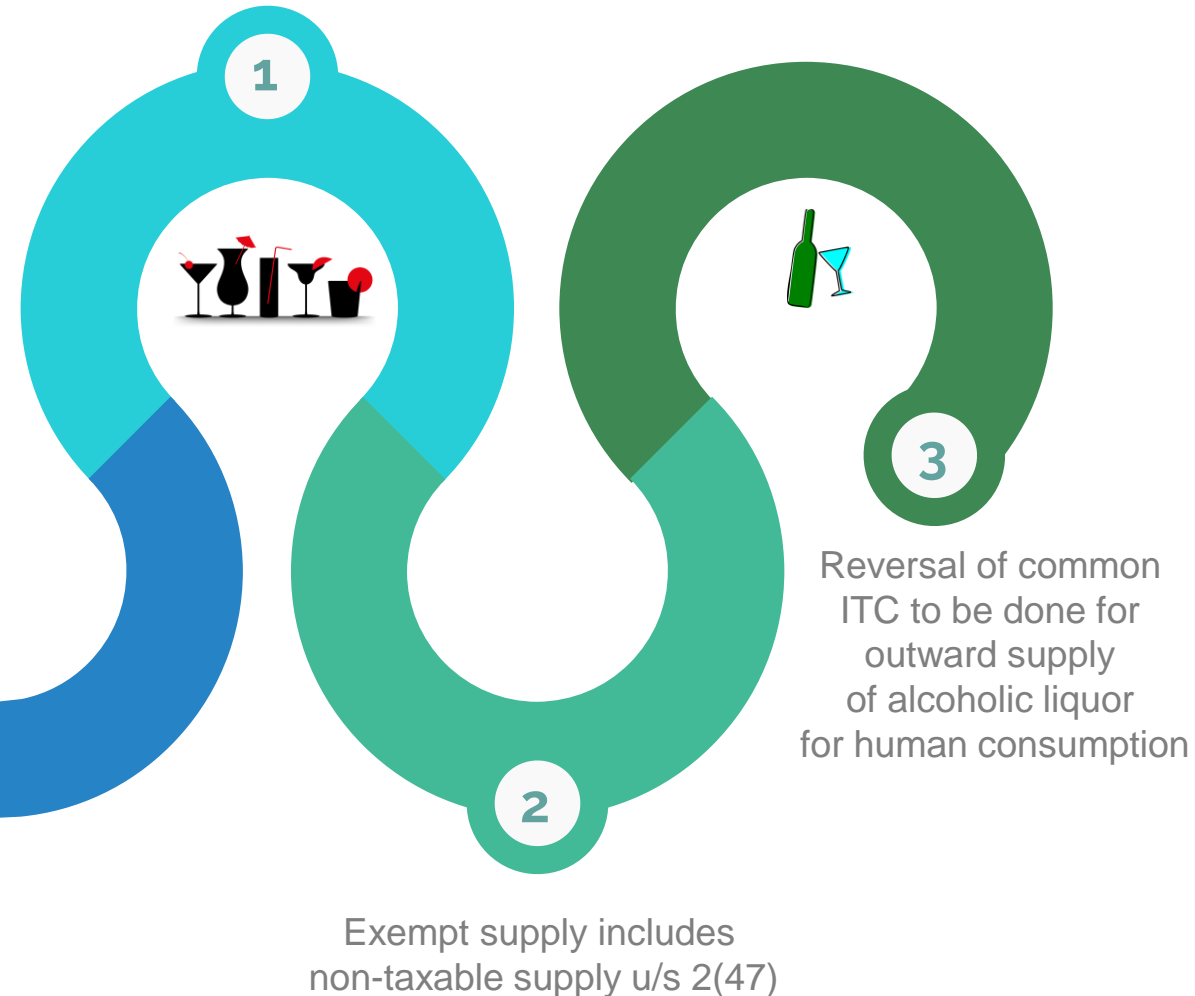 1
3
Reversal of common
ITC to be done for
outward supply
of alcoholic liquor
for human consumption
2
Exempt supply includes
non-taxable supply u/s 2(47)